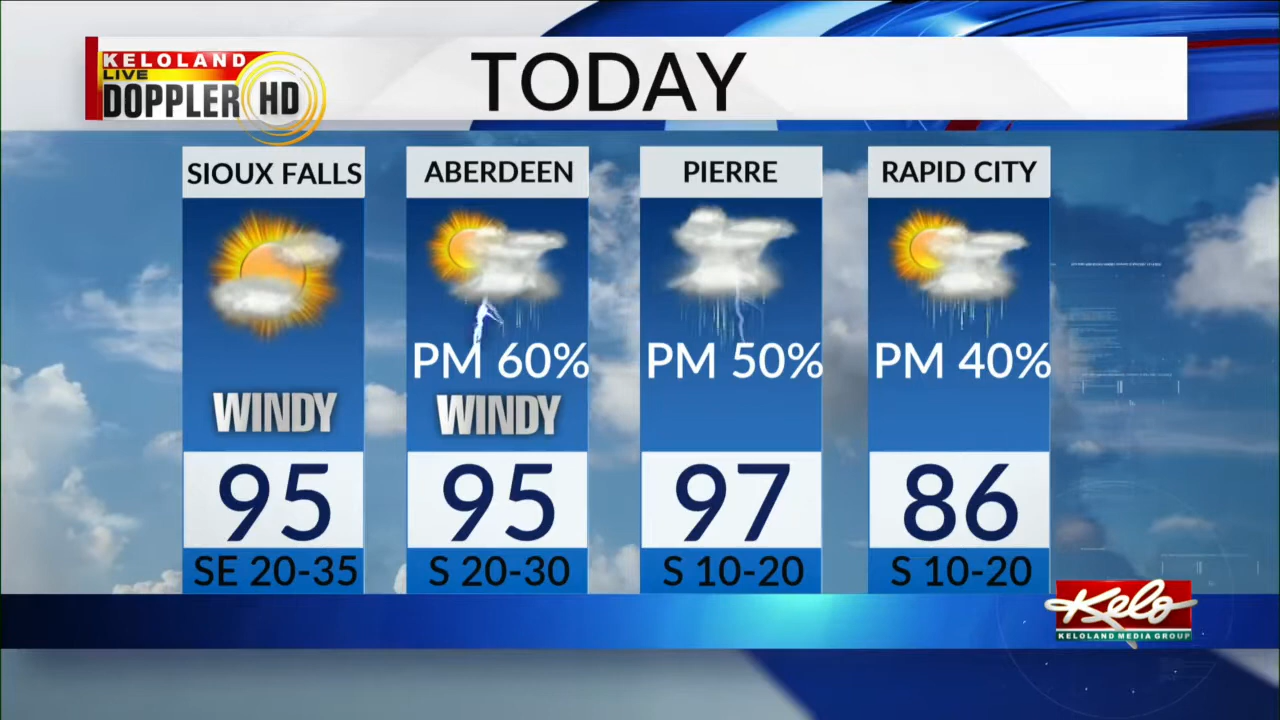 KELOLAND
LIVE
DOPPLER HD
TODAY
SIOUX FALLS
WINDY
95
SE 20-35
ABERDEEN
PM 60%
WINDY
95
S 20-30
PIERRE
PM 50%
97
S 10-20
RAPID CITY
PM 40%
86
S 10-20
Kelo
KELOLAND MEDIA GROUP